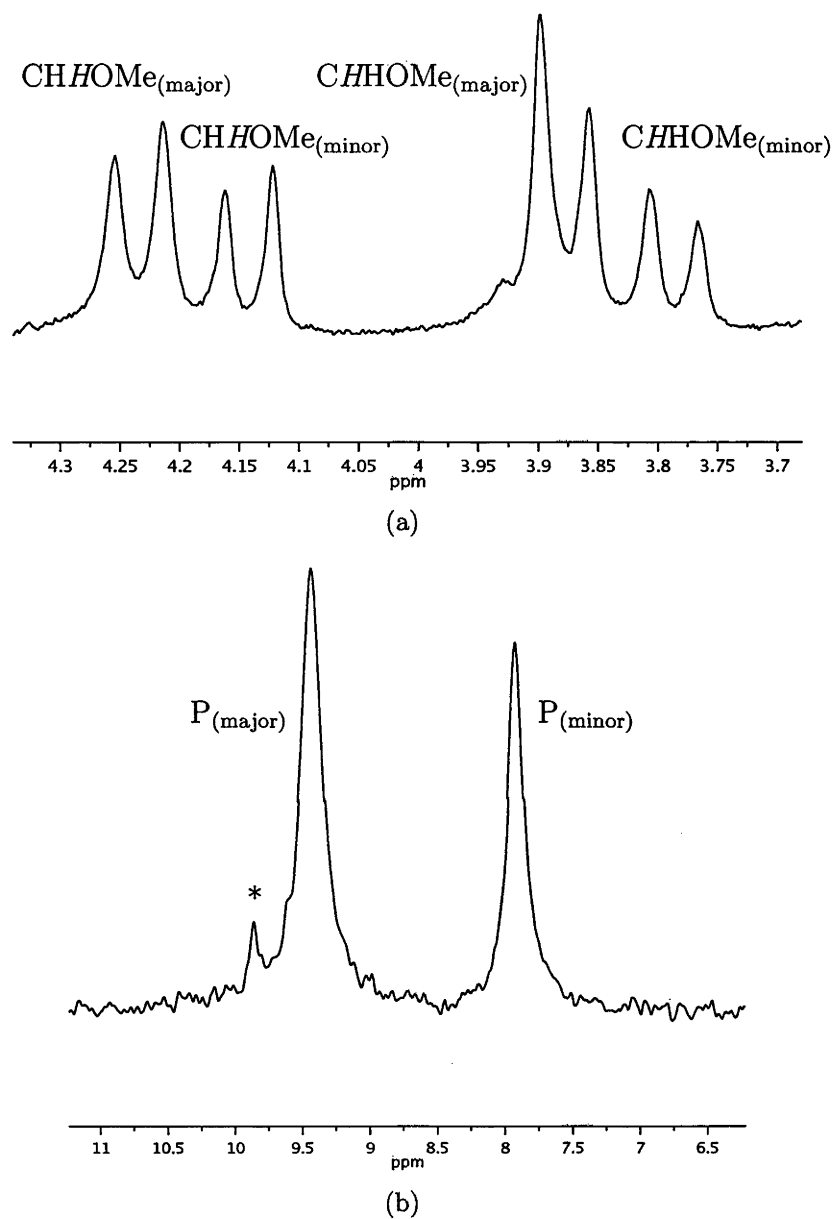 CHHOMe(major) CHHOMe(major)
CHHOMe(minor) CHHOMe(minor)
4.3 4.25 4.2 4.15 4.1 4.05 4 3.95 3.9 3.85 3.8 3.75 3.7
ppm
(a)
P(major) P(minor)
*
11 10.5 10 9.5 9 8.5 8 7.5 7 6.5
ppm
(b)